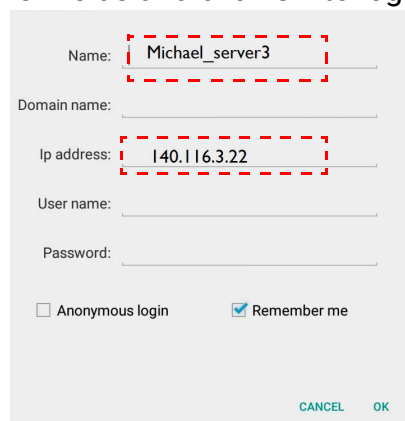 Name: Michael_server3
Domain name:
Ip address: 140.116.3.22
User name:
Password:
Anonymous login Remember me
CANCEL OK